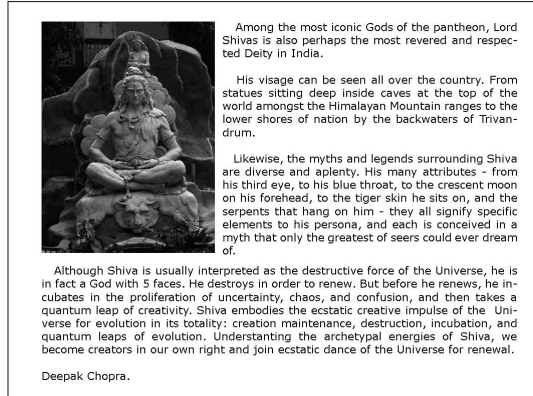 Among the most iconic Gods of the pantheon, Lord
Shivas is also perhaps the most revered and respec-
ted Deity in India.
His visage can be seen all over the country. From
statues sitting deep inside caves at the top of the
world amongst the Himalayan Mountain ranges to the
lower shores of nation by the backwaters of Trivan-
drum.
Likewise, the myths and legends surrounding Shiva
are diverse and aplenty. His many attributes - from
his third eye, to his blue throat, to the crescent moon
on his forehead, to the tiger skin he sits on, and the
serpents that hang on him - they all signify specific
elements to his persona, and each is conceived in a
myth that only the greatest of seers could ever dream
of.
Although Shiva is usually interpreted as the destructive force of the Universe, he is
in fact a God with 5 faces. He destroys in order to renew. But before he renews, he in-
cubates in the proliferation of uncertainty, chaos, and confusion, and then takes a
quantum leap of creativity. Shiva embodies the ecstatic creative impulse of the Uni-
verse for evolution in its totality: creation maintenance, destruction, incubation, and
quantum leaps of evolution. Understanding the archetypal energies of Shiva, we
become creators in our own right and join ecstatic dance of the Universe for renewal.
Deepak Chopra.